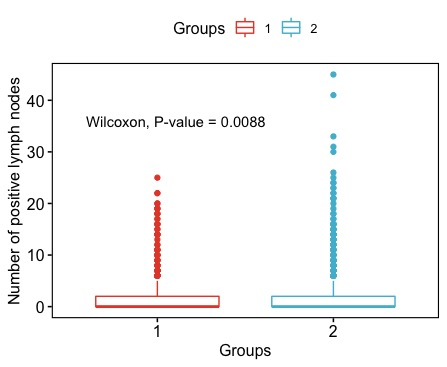 Groups 1 2
Number of positive lymph nodes
40
30
20
10
0
Wilcoxon, P-value = 0.0088
1 2
Groups